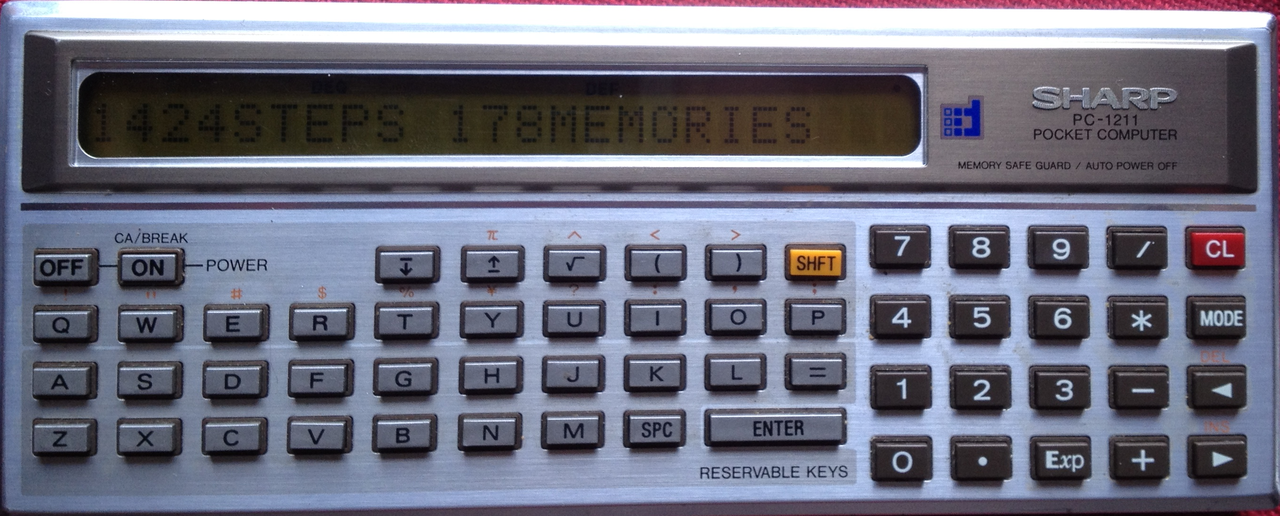 DEG DEF
1424STEPS 178MEMORIES
SHARP
PC-1211
POCKET COMPUTER
MEMORY SAFE GUARD / AUTO POWER OFF
CA/BREAK
π ^ < >
OFF ON POWER √ ( ) SHFT
! " # $ % ¥ ? : , ;
Q W E R T Y U I O P
A S D F G H J K L =
Z X C V B N M SPC ENTER
RESERVABLE KEYS
7 8 9 / CL
4 5 6 * MODE
DEL
1 2 3 - ◄
INS
0 • Exp + ►